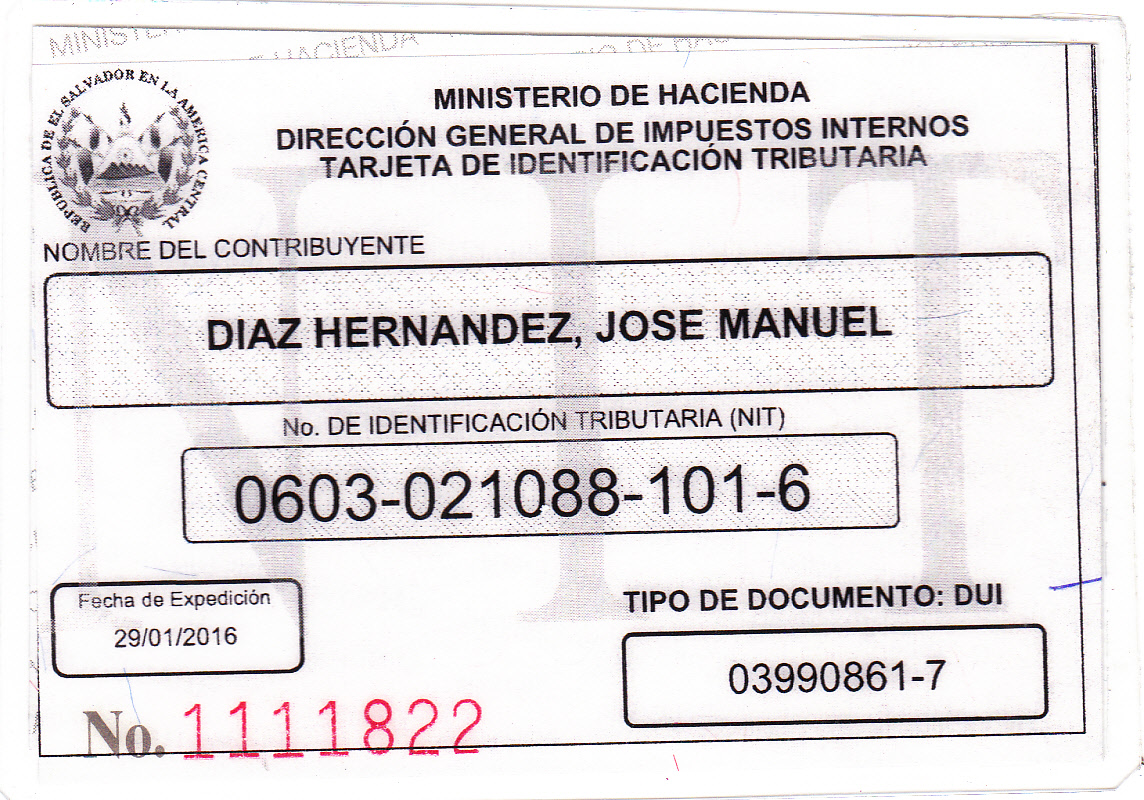 MINISTERIO DE HACIENDA
REPÚBLICA DE EL SALVADOR EN LA AMERICA CENTRAL
MINISTERIO DE HACIENDA
DIRECCIÓN GENERAL DE IMPUESTOS INTERNOS
TARJETA DE IDENTIFICACIÓN TRIBUTARIA
NIT
NOMBRE DEL CONTRIBUYENTE
DIAZ HERNANDEZ, JOSE MANUEL
No. DE IDENTIFICACIÓN TRIBUTARIA (NIT)
0603-021088-101-6
Fecha de Expedición
29/01/2016
TIPO DE DOCUMENTO: DUI
03990861-7
No. 1111822